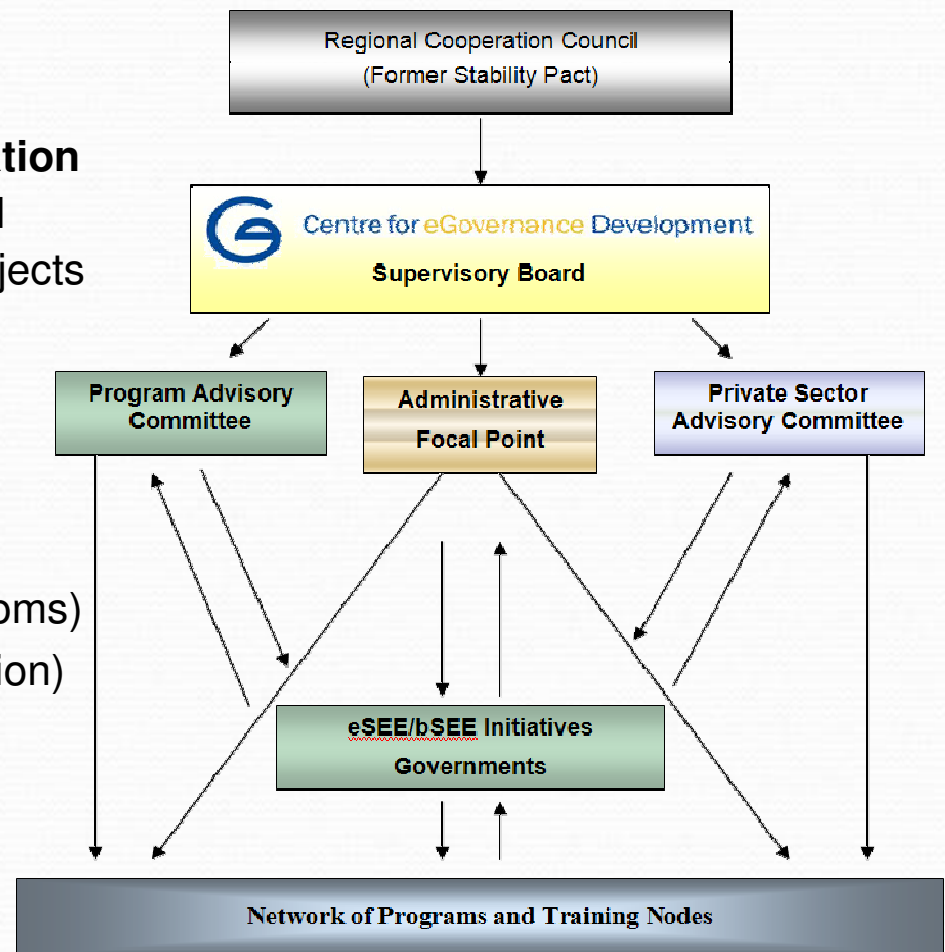 Regional Cooperation Council
(Former Stability Pact)
ation
jects
Centre for eGovernance Development
Supervisory Board
Program Advisory
Committee
Administrative
Focal Point
Private Sector
Advisory Committee
oms)
ion)
eSEE/bSEE Initiatives
Governments
Network of Programs and Training Nodes